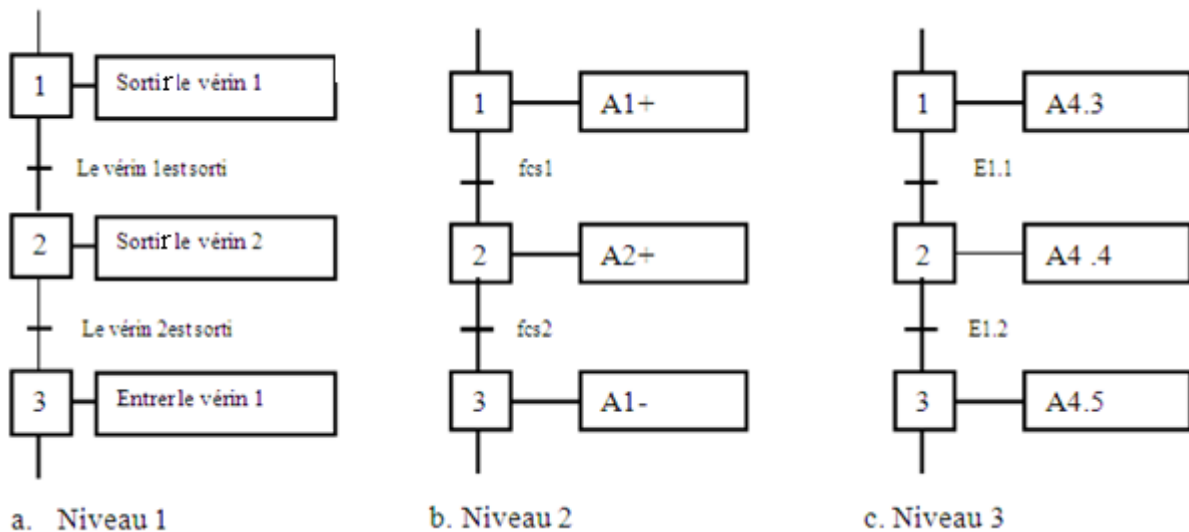 1
Sortir le vérin 1
Le vérin 1est sorti
2
Sortir le vérin 2
Le vérin 2est sorti
3
Entrer le vérin 1
a. Niveau 1
1
A1+
fcs1
2
A2+
fcs2
3
A1-
b. Niveau 2
1
A4.3
E1.1
2
A4 .4
E1.2
3
A4.5
c. Niveau 3